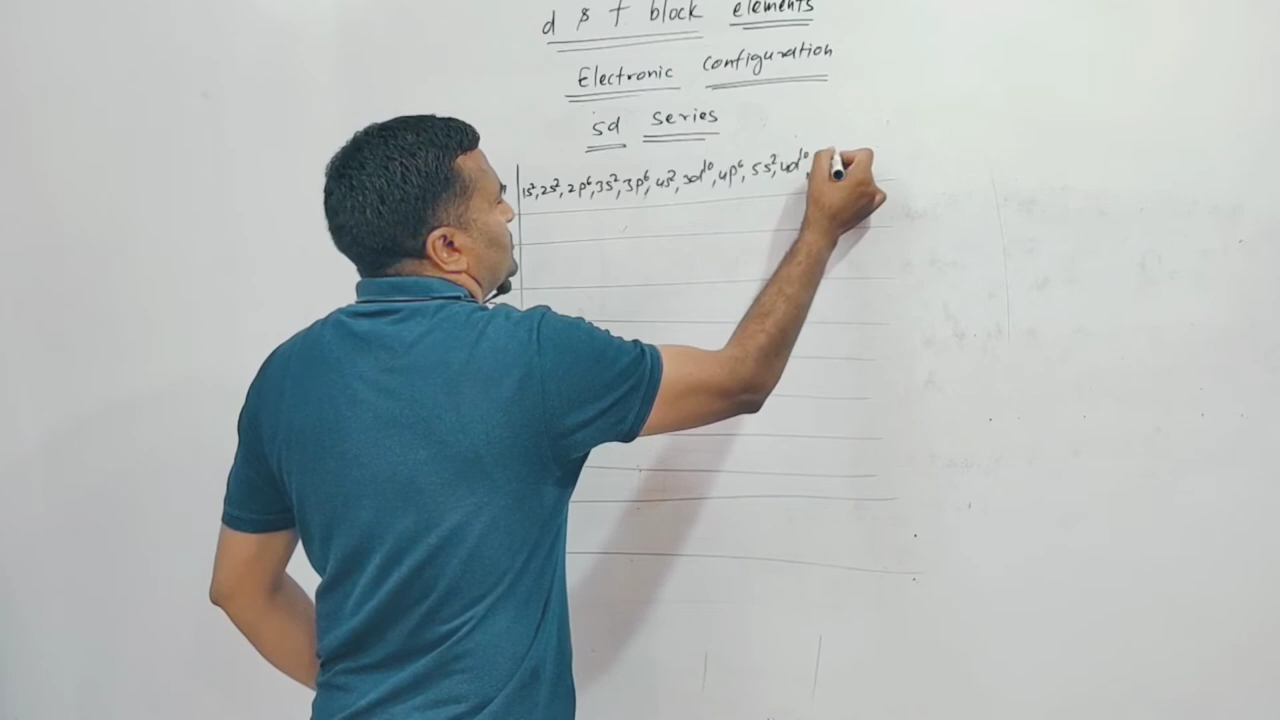 d & f block elements
Electronic configuration
5d series
1s², 2s², 2p⁶, 3s², 3p⁶, 4s², 3d¹⁰, 4p⁶, 5s², 4d¹⁰,